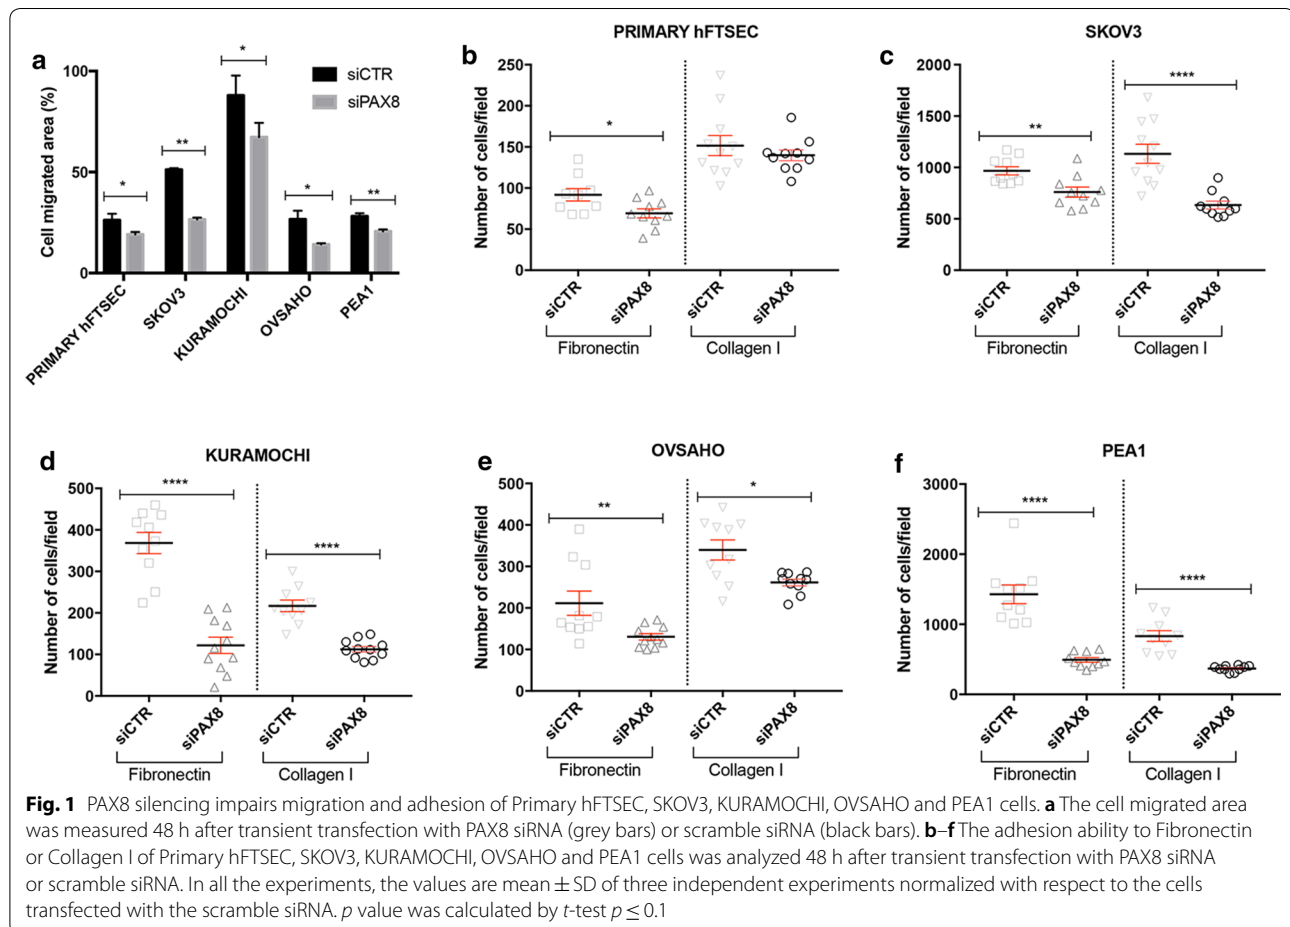 a
Cell migrated area (%)
100
50
0
*
**
*
*
**
siCTR
siPAX8
PRIMARY hFTSEC
SKOV3
KURAMOCHI
OVSAHO
PEA1
b
PRIMARY hFTSEC
Number of cells/field
250
200
150
100
50
0
*
siCTR
siPAX8
siCTR
siPAX8
Fibronectin
Collagen I
c
SKOV3
Number of cells/field
2000
1500
1000
500
0
**
****
siCTR
siPAX8
siCTR
siPAX8
Fibronectin
Collagen I
d
KURAMOCHI
Number of cells/field
500
400
300
200
100
0
****
****
siCTR
siPAX8
siCTR
siPAX8
Fibronectin
Collagen I
e
OVSAHO
Number of cells/field
500
400
300
200
100
0
**
*
siCTR
siPAX8
siCTR
siPAX8
Fibronectin
Collagen I
f
PEA1
Number of cells/field
3000
2000
1000
0
****
****
siCTR
siPAX8
siCTR
siPAX8
Fibronectin
Collagen I
Fig. 1 PAX8 silencing impairs migration and adhesion of Primary hFTSEC, SKOV3, KURAMOCHI, OVSAHO and PEA1 cells. a The cell migrated area
was measured 48 h after transient transfection with PAX8 siRNA (grey bars) or scramble siRNA (black bars). b–f The adhesion ability to Fibronectin
or Collagen I of Primary hFTSEC, SKOV3, KURAMOCHI, OVSAHO and PEA1 cells was analyzed 48 h after transient transfection with PAX8 siRNA
or scramble siRNA. In all the experiments, the values are mean ± SD of three independent experiments normalized with respect to the cells
transfected with the scramble siRNA. p value was calculated by t-test p ≤ 0.1